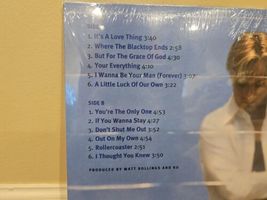 SIDE A
1. It's A Love Thing 3:40
2. Where The Blacktop Ends 2:58
3. But For The Grace Of God 4:30
4. Your Everything 4:10
5. I Wanna Be Your Man (Forever) 3:07
6. A Little Luck Of Our Own 3:22
SIDE B
1. You're The Only One 4:53
2. If You Wanna Stay 4:27
3. Don't Shut Me Out 3:53
4. Out On My Own 4:54
5. Rollercoaster 2:51
6. I Thought You Knew 3:50
PRODUCED BY MATT ROLLINGS AND KU